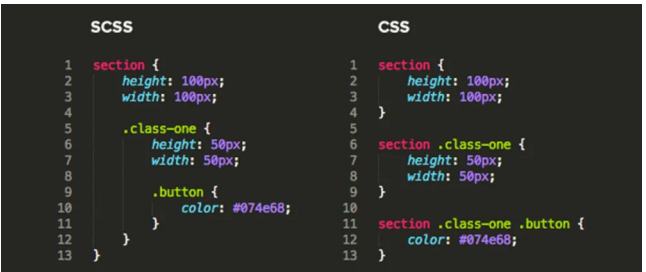 SCSS
1 section {
2 height: 100px;
3 width: 100px;
4
5 .class-one {
6 height: 50px;
7 width: 50px;
8
9 .button {
10 color: #074e68;
11 }
12 }
13 }
CSS
1 section {
2 height: 100px;
3 width: 100px;
4 }
5
6 section .class-one {
7 height: 50px;
8 width: 50px;
9 }
10
11 section .class-one .button {
12 color: #074e68;
13 }